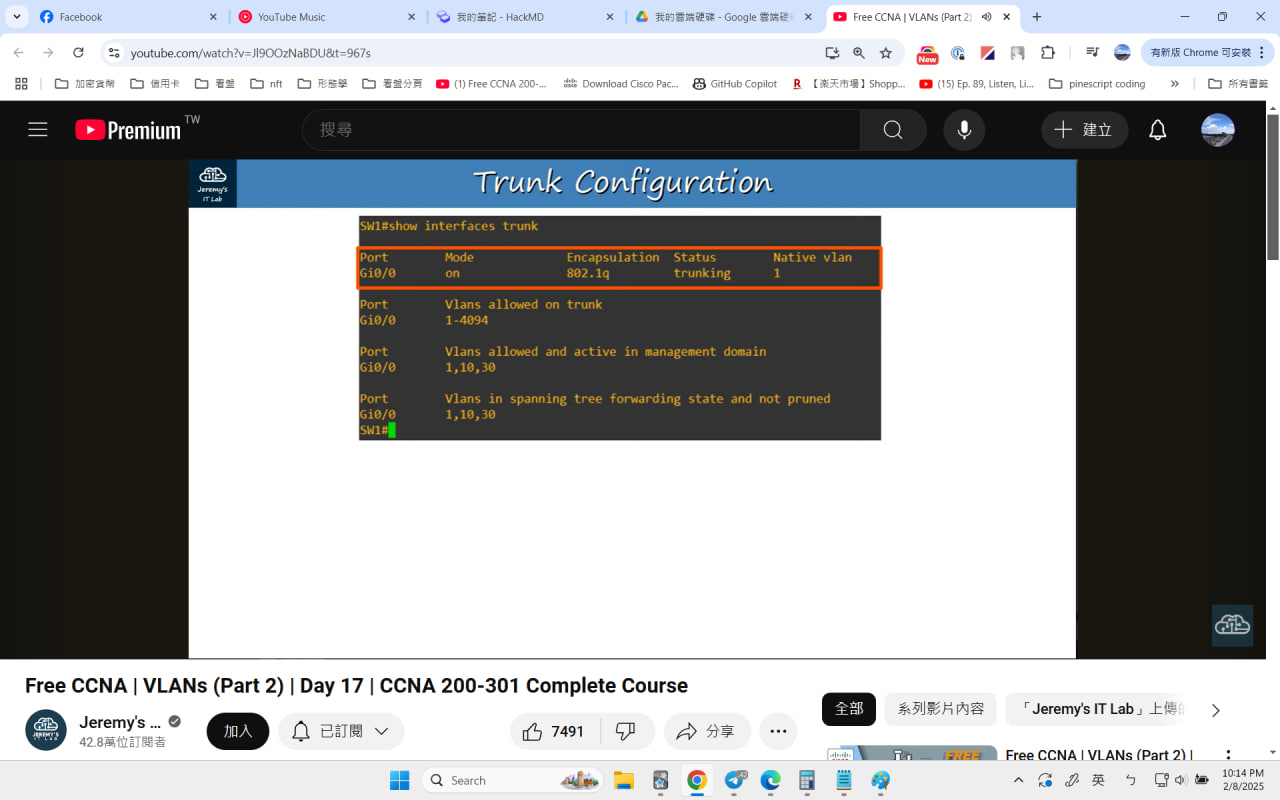 Facebook
YouTube Music
我的筆記 - HackMD
我的雲端硬碟 - Google 雲端硬碟
Free CCNA | VLANs (Part 2)
youtube.com/watch?v=Jl9OOzNaBDU&t=967s
New
有新版 Chrome 可安裝
加密貨幣
信用卡
看盤
nft
形態學
看盤分頁
(1) Free CCNA 200-...
Download Cisco Pac...
GitHub Copilot
R
【楽天市場】Shopp...
(15) Ep. 89, Listen, Li...
pinescript coding
»
所有書籤
Premium TW
搜尋
建立
Jeremy's
IT Lab
Trunk Configuration
SW1#show interfaces trunk
Port Mode Encapsulation Status Native vlan
Gi0/0 on 802.1q trunking 1
Port Vlans allowed on trunk
Gi0/0 1-4094
Port Vlans allowed and active in management domain
Gi0/0 1,10,30
Port Vlans in spanning tree forwarding state and not pruned
Gi0/0 1,10,30
SW1#
Free CCNA | VLANs (Part 2) | Day 17 | CCNA 200-301 Complete Course
Jeremy's ...
42.8萬位訂閱者
加入
已訂閱
7491
分享
全部
系列影片內容
「Jeremy's IT Lab」上傳的
FREE
Free CCNA | VLANs (Part 2) |
Search
英
10:14 PM
2/8/2025